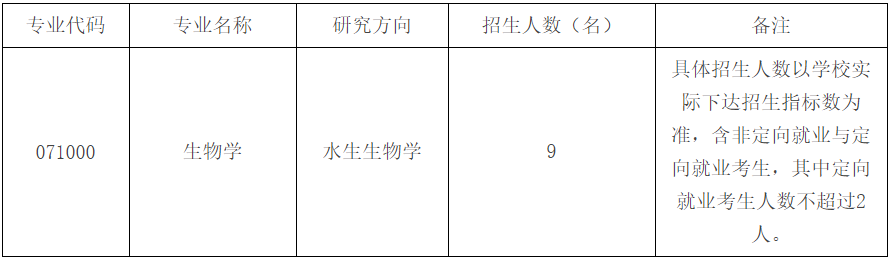 专业代码 专业名称 研究方向 招生人数（名） 备注
具体招生人数以学校实
际下达招生指标数为
准，含非定向就业与定
071000 生物学 水生生物学 9
向就业考生，其中定向
就业考生人数不超过2
人。